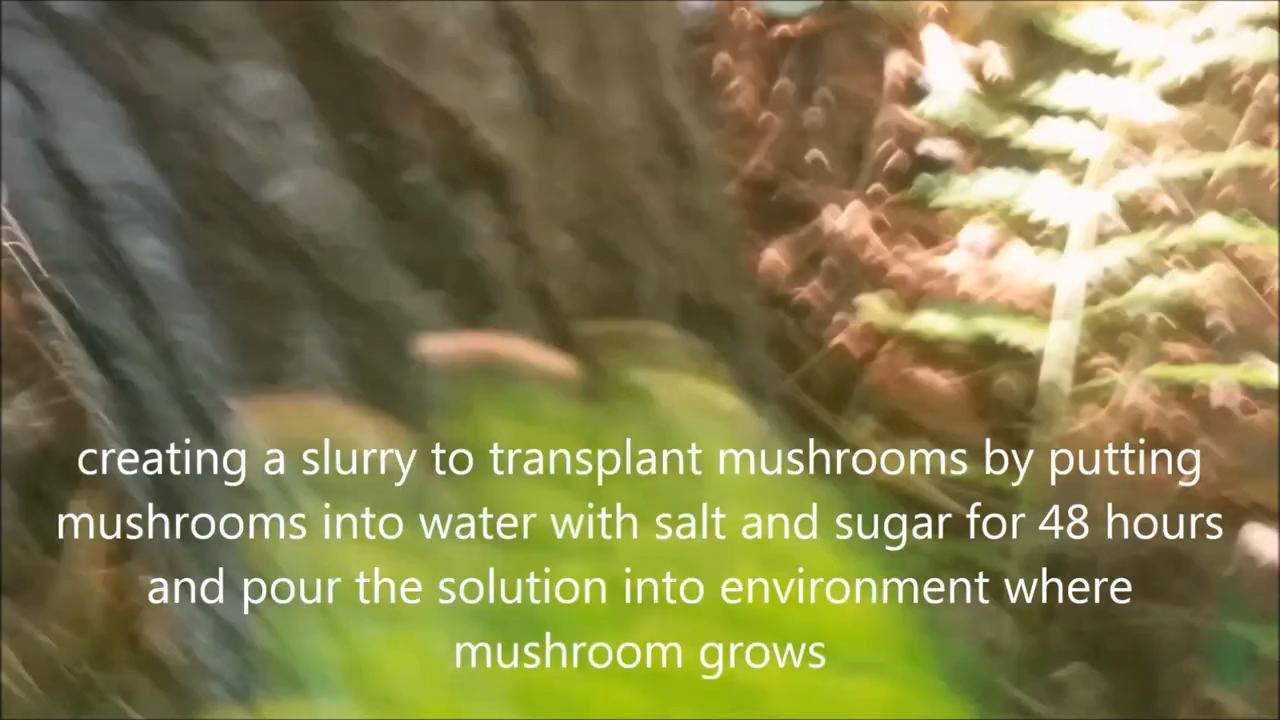 creating a slurry to transplant mushrooms by putting
mushrooms into water with salt and sugar for 48 hours
and pour the solution into environment where
mushroom grows